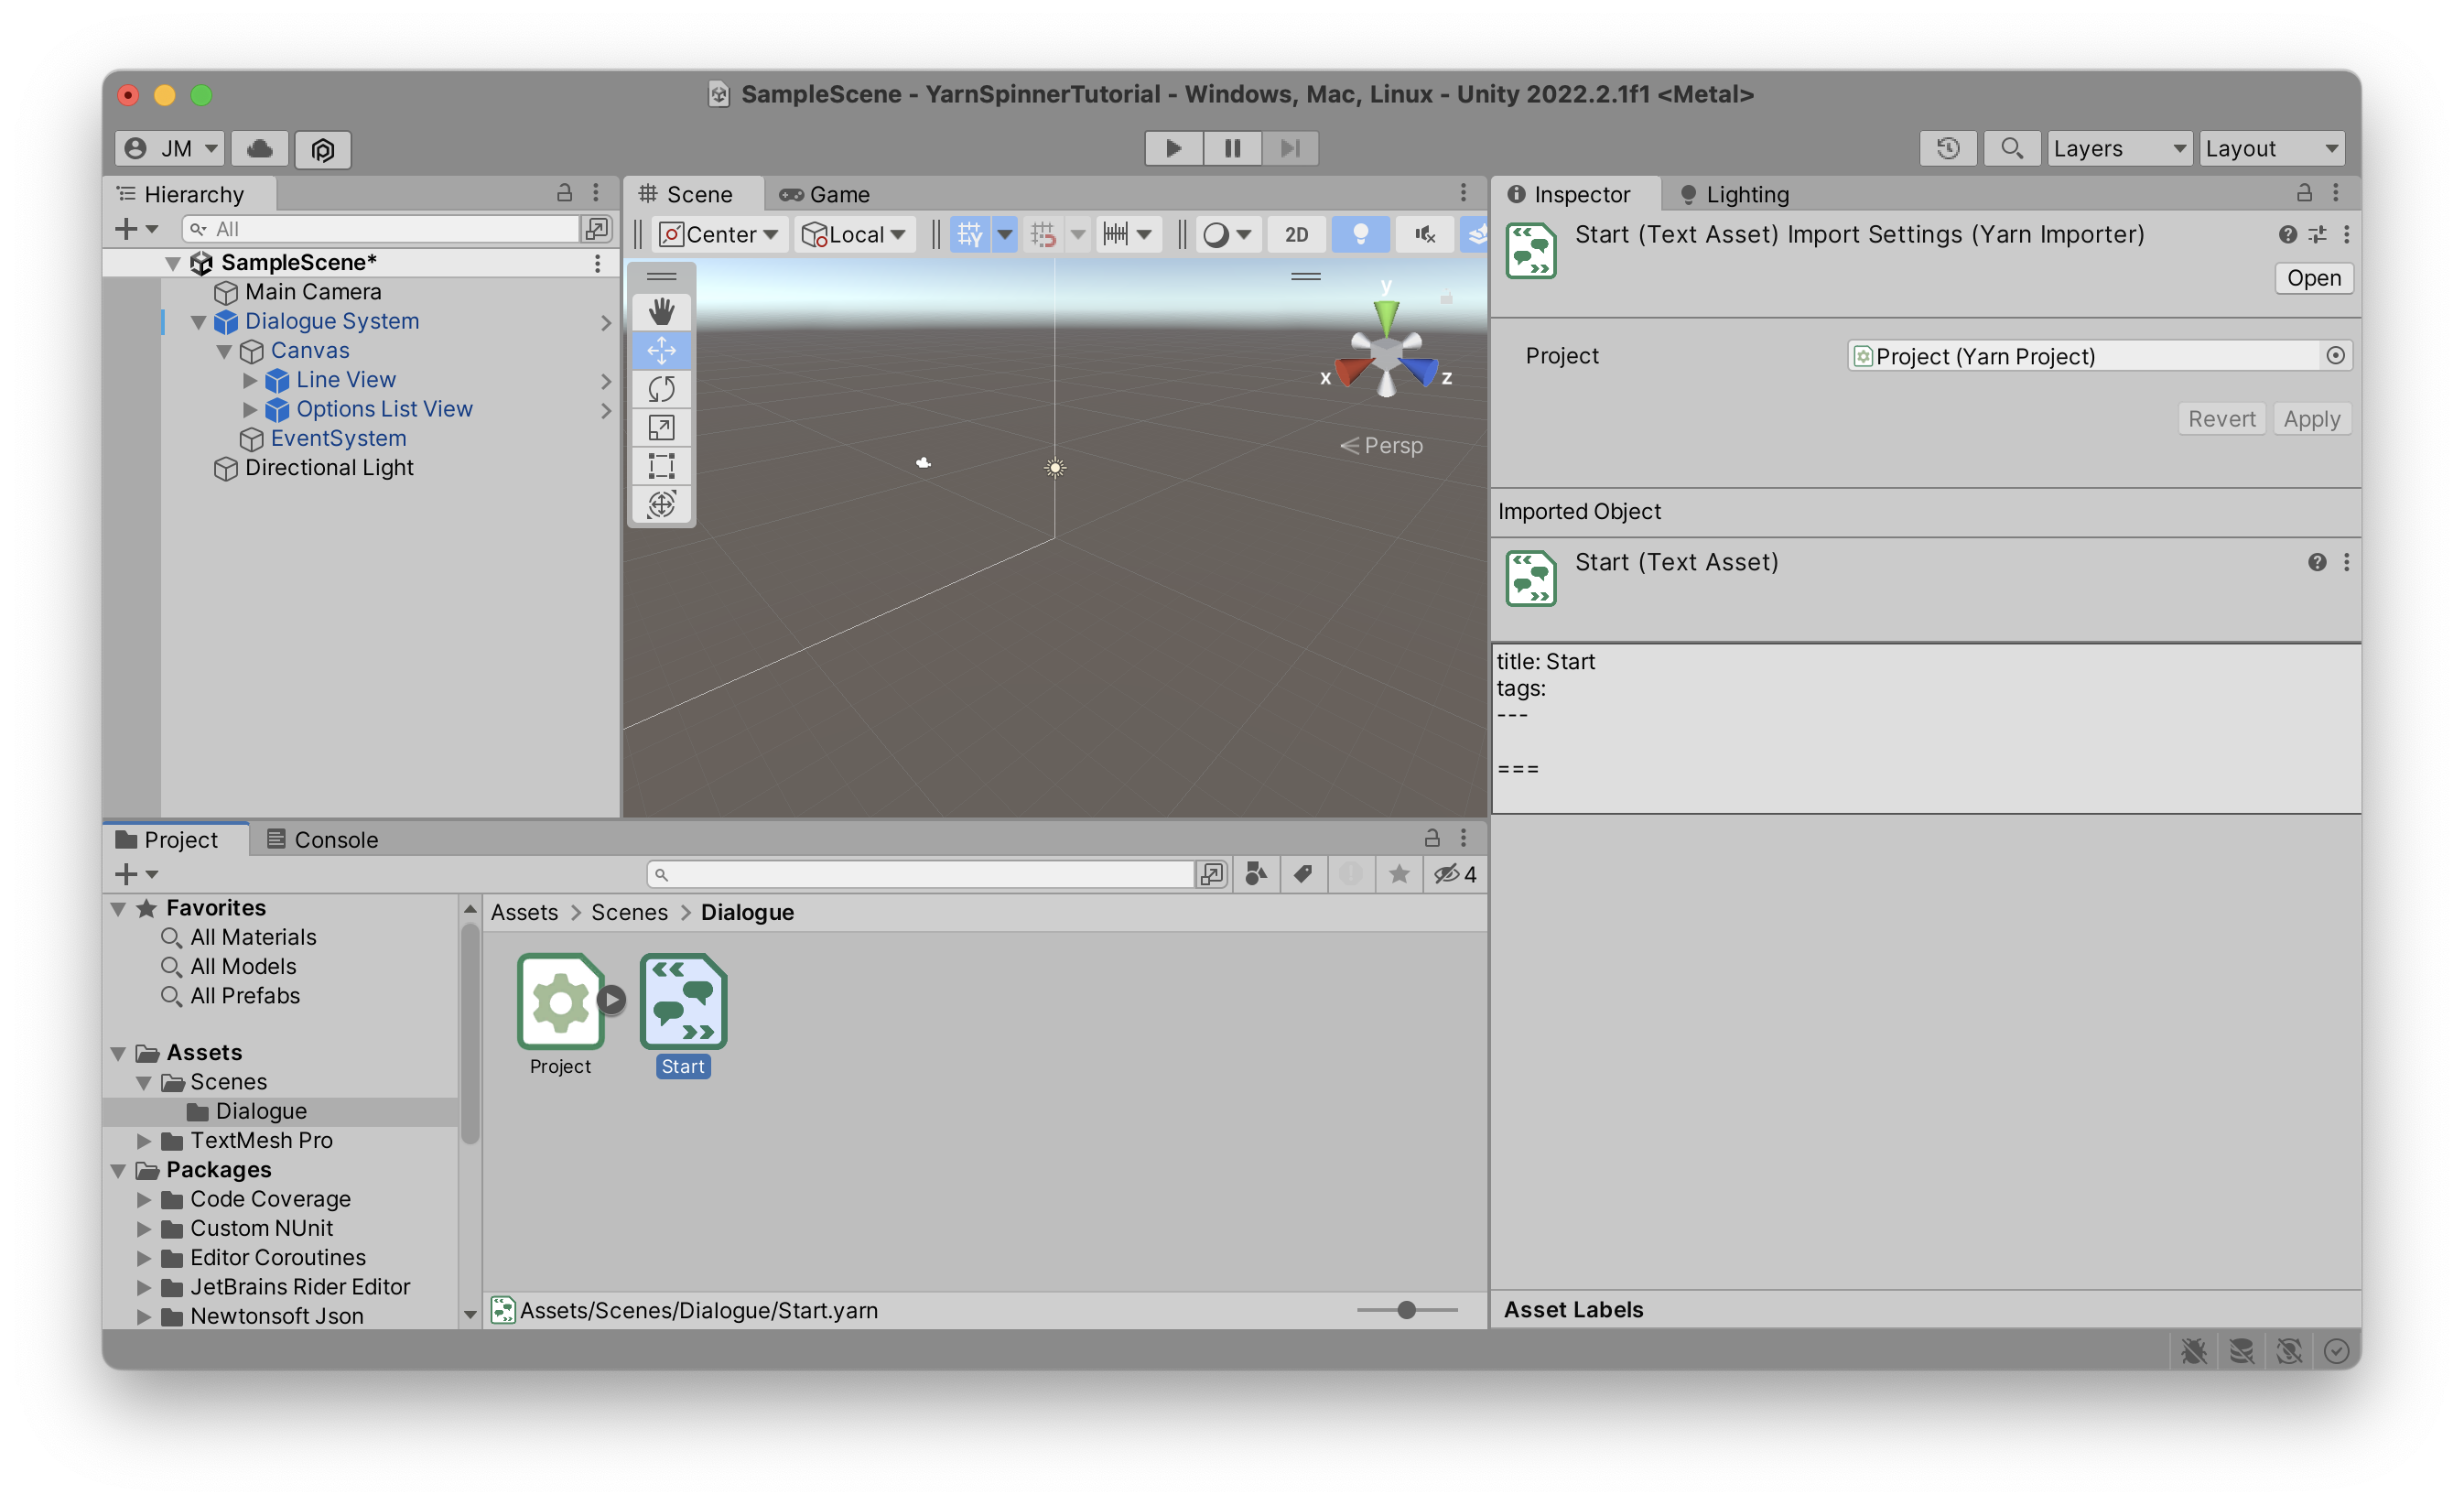 SampleScene - YarnSpinnerTutorial - Windows, Mac, Linux - Unity 2022.2.1f1 <Metal>
JM
Layers
Layout
Hierarchy
All
SampleScene*
Main Camera
Dialogue System
Canvas
Line View
Options List View
EventSystem
Directional Light
Scene
Game
Center
Local
2D
y
x
z
Persp
Inspector
Lighting
Start (Text Asset) Import Settings (Yarn Importer)
Open
Project
Project (Yarn Project)
Revert
Apply
Imported Object
Start (Text Asset)
title: Start
tags:
---
===
Asset Labels
Project
Console
4
Favorites
All Materials
All Models
All Prefabs
Assets
Scenes
Dialogue
TextMesh Pro
Packages
Code Coverage
Custom NUnit
Editor Coroutines
JetBrains Rider Editor
Newtonsoft Json
Assets > Scenes > Dialogue
Project
Start
Assets/Scenes/Dialogue/Start.yarn